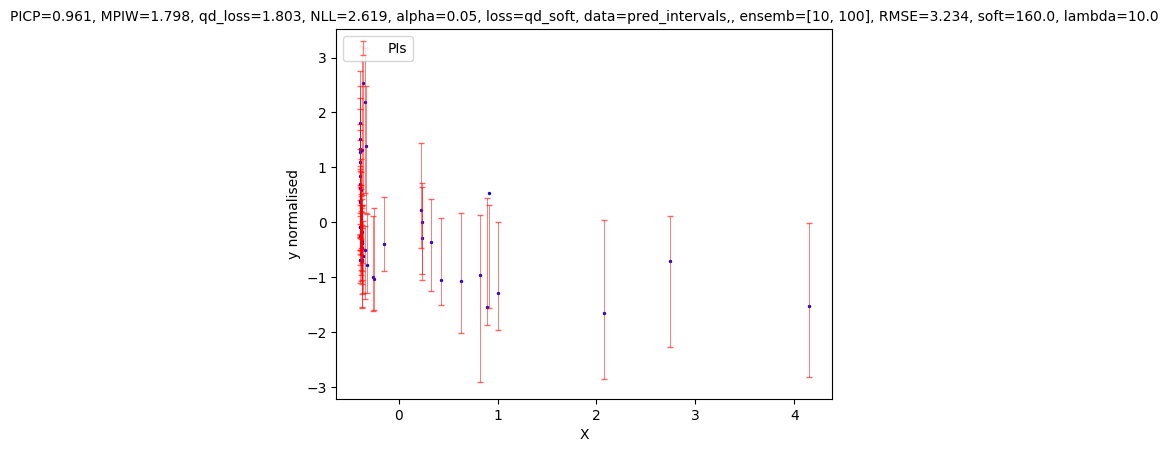 PICP=0.961, MPIW=1.798, qd_loss=1.803, NLL=2.619, alpha=0.05, loss=qd_soft, data=pred_intervals,, ensemb=[10, 100], RMSE=3.234, soft=160.0, lambda=10.0
PIs
3
2
1
0
−1
−2
−3
y normalised
0 1 2 3 4
X